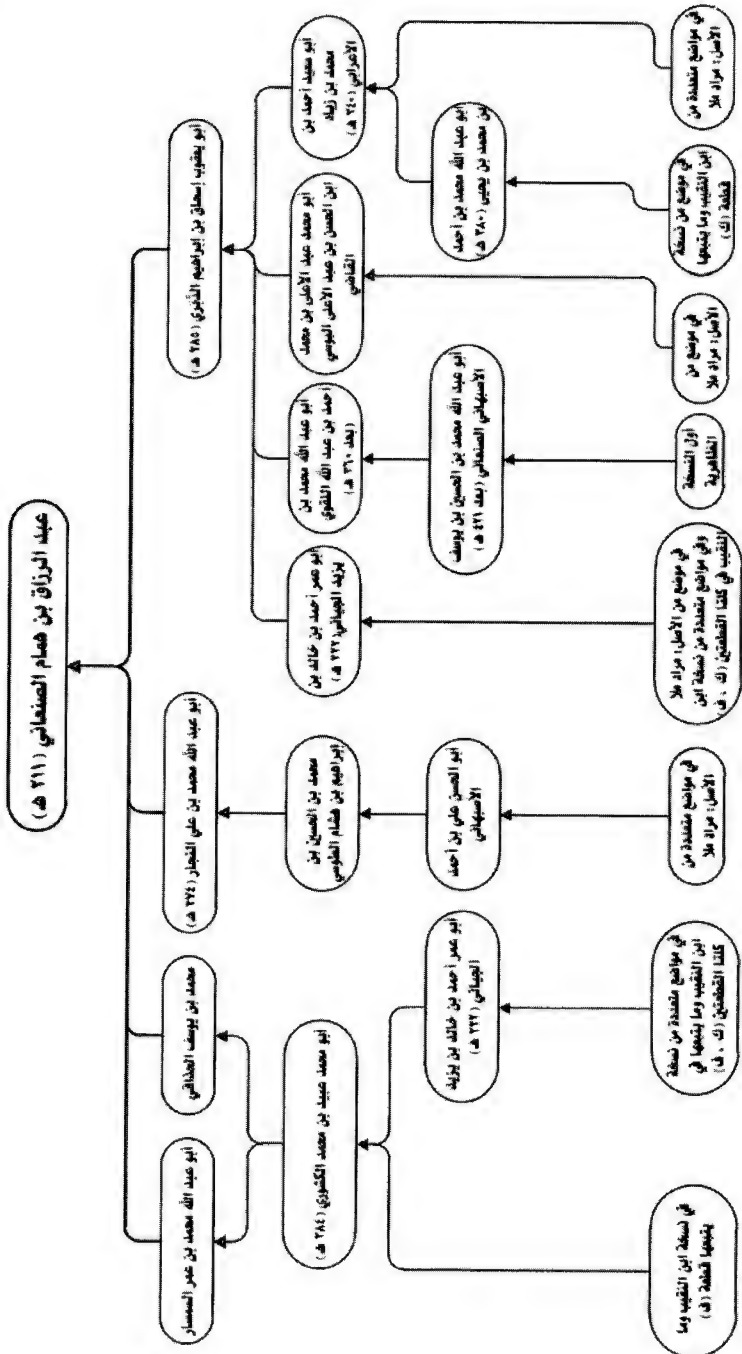 عبد الرزاق بن همام الصنعاني (٢١١ هـ)
أبو يعقوب إسحاق بن إبراهيم الدَّبَري (٢٨٥ هـ)
أبو عبد الله محمد بن علي النجار (٢٧٤ هـ)
محمد بن يوسف الحذاقي
أبو عبد الله محمد بن عمر السمسار
أبو سعيد أحمد بن
محمد بن زياد
الأعرابي (٣٤٠ هـ)
أبو محمد عبد الأعلى بن محمد
ابن الحسن بن عبد الأعلى البوسي
القاضي
أبو عبد الله محمد بن
أحمد بن عبد الله النقوي
(بعد ٣٦٠ هـ)
أبو عمر أحمد بن خالد بن
يزيد الجياني (٣٢٢ هـ)
محمد بن الحسين بن
إبراهيم بن هشام الطوسي
أبو محمد عبيد بن محمد الكشوري (٢٨٤ هـ)
أبو عبد الله محمد بن أحمد
بن محمد بن يحيى (٣٨٠ هـ)
أبو عبد الله محمد بن الحسين بن يوسف
الأصبهاني الصنعاني (بعد ٤٢١ هـ)
أبو الحسن علي بن أحمد
الأصبهاني
أبو عمر أحمد بن خالد بن يزيد
الجياني (٣٢٢ هـ)
في مواضع متعددة من
الأصل: مراد ملا
في موضع من نسخة
ابن النقيب وما يتبعها
قطعة (ك)
في موضع من
الأصل: مراد ملا
أول النسخة
الظاهرية
في موضع من الأصل: مراد ملا
وفي مواضع متعددة من نسخة ابن
النقيب في كلتا القطعتين (ك ، ف)
في مواضع متعددة من
الأصل: مراد ملا
في مواضع متعددة من نسخة
ابن النقيب وما يتبعها في
كلتا القطعتين (ك ، ف)
في نسخة ابن النقيب وما
يتبعها قطعة (ف)